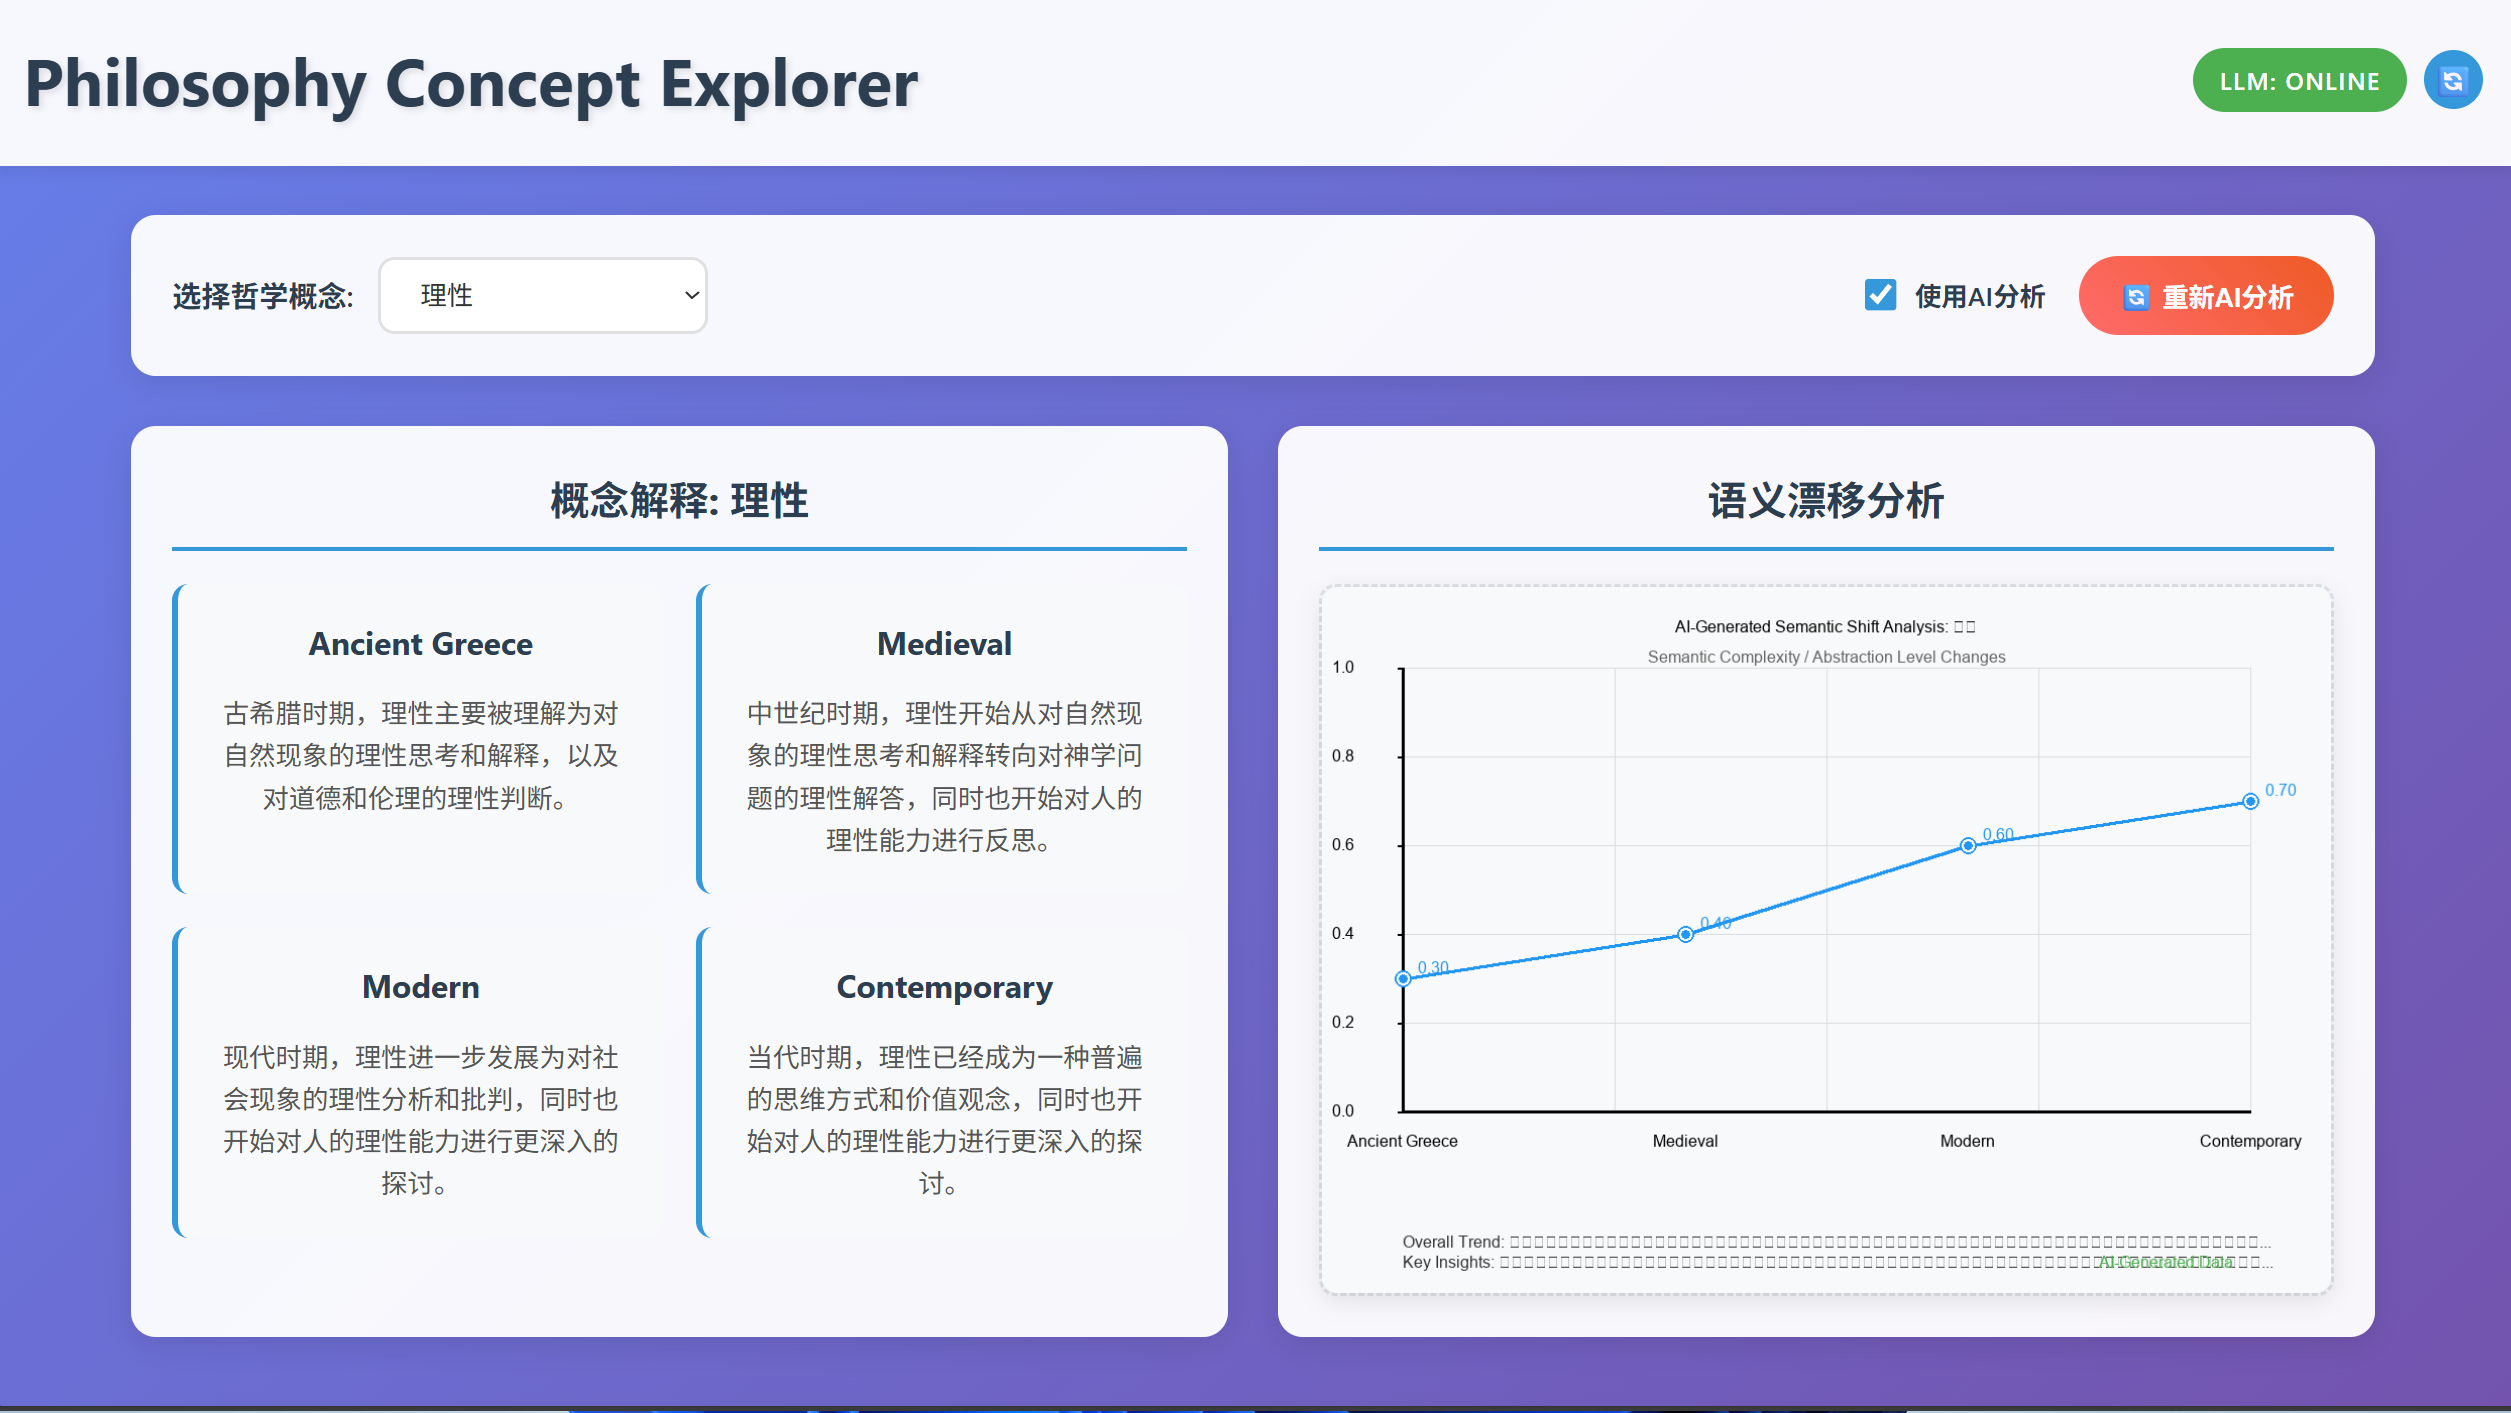 Philosophy Concept Explorer
LLM: ONLINE
选择哲学概念:
理性
使用AI分析
重新AI分析
概念解释: 理性
Ancient Greece
古希腊时期，理性主要被理解为对
自然现象的理性思考和解释，以及
对道德和伦理的理性判断。
Medieval
中世纪时期，理性开始从对自然现
象的理性思考和解释转向对神学问
题的理性解答，同时也开始对人的
理性能力进行反思。
Modern
现代时期，理性进一步发展为对社
会现象的理性分析和批判，同时也
开始对人的理性能力进行更深入的
探讨。
Contemporary
当代时期，理性已经成为一种普遍
的思维方式和价值观念，同时也开
始对人的理性能力进行更深入的探
讨。
语义漂移分析
AI-Generated Semantic Shift Analysis:
Semantic Complexity / Abstraction Level Changes
1.0
0.8
0.6
0.4
0.2
0.0
0.30
0.40
0.60
0.70
Ancient Greece
Medieval
Modern
Contemporary
Overall Trend:
Key Insights:
AI-Generated Data